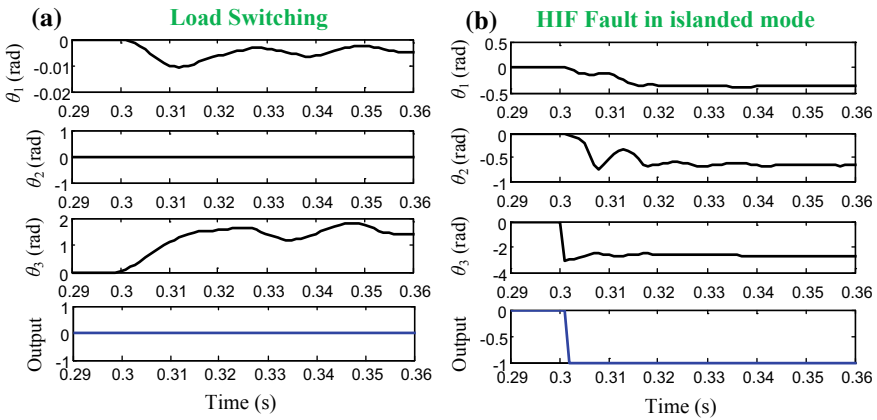 (a) Load Switching
0
-0.01
-0.02
θ1 (rad)
0.29 0.3 0.31 0.32 0.33 0.34 0.35 0.36
1
0
-1
θ2 (rad)
0.29 0.3 0.31 0.32 0.33 0.34 0.35 0.36
2
1
0
θ3 (rad)
0.29 0.3 0.31 0.32 0.33 0.34 0.35 0.36
1
0
-1
Output
0.29 0.3 0.31 0.32 0.33 0.34 0.35 0.36
Time (s)
(b) HIF Fault in islanded mode
0.5
0
-0.5
θ1 (rad)
0.29 0.3 0.31 0.32 0.33 0.34 0.35 0.36
0
-0.5
-1
θ2 (rad)
0.29 0.3 0.31 0.32 0.33 0.34 0.35 0.36
0
-2
-4
θ3 (rad)
0.29 0.3 0.31 0.32 0.33 0.34 0.35 0.36
0
-0.5
-1
Output
0.29 0.3 0.31 0.32 0.33 0.34 0.35 0.36
Time (s)